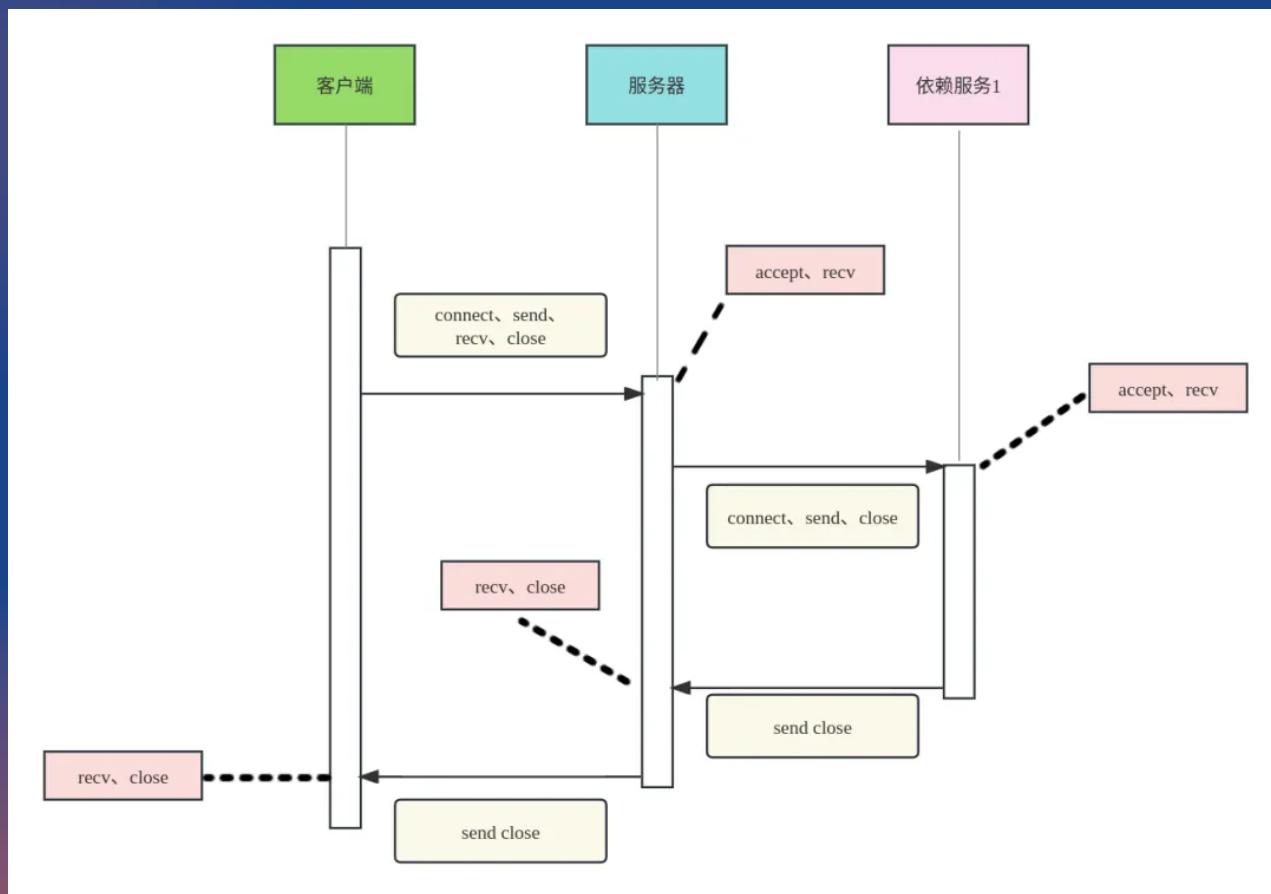 客户端
服务器
依赖服务1
accept、recv
connect、send、
recv、close
accept、recv
connect、send、close
recv、close
send close
recv、close
send close